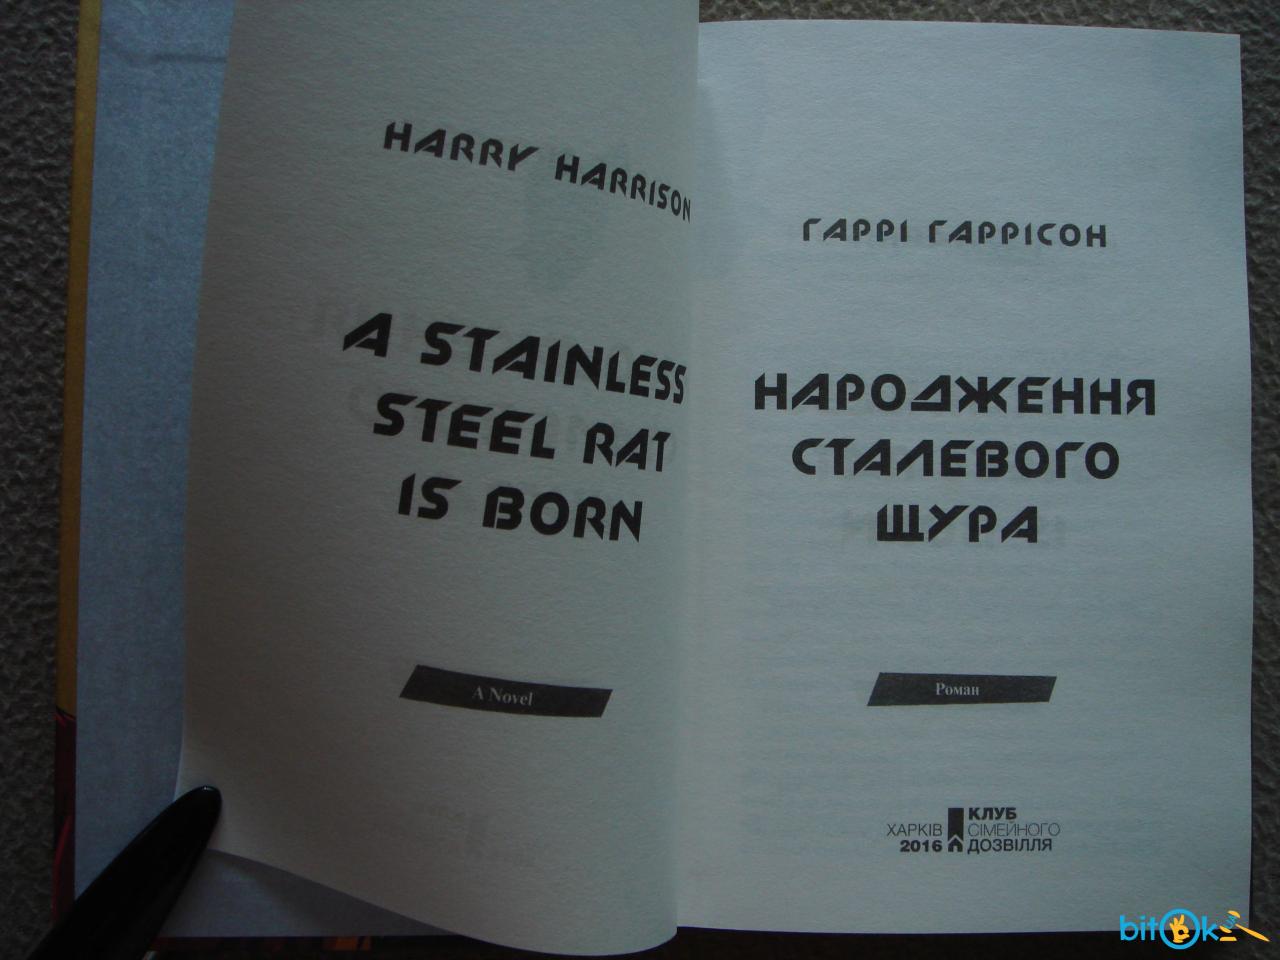 HARRY HARRISON
A STAINLESS
STEEL RAT
IS BORN
A Novel
ГАРРІ ГАРРІСОН
НАРОДЖЕННЯ
СТАЛЕВОГО
ЩУРА
Роман
ХАРКІВ
2016
КЛУБ
СІМЕЙНОГО
ДОЗВІЛЛЯ
bitOk